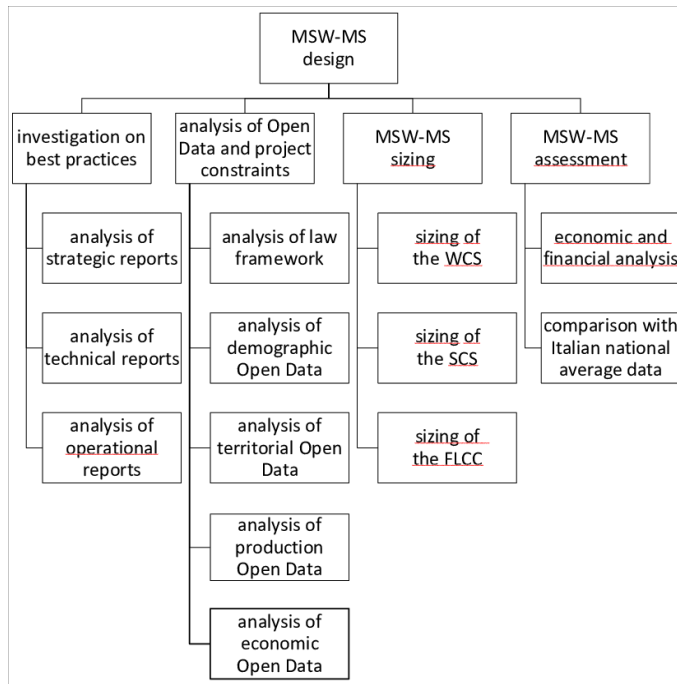 MSW-MS
design
investigation on
best practices
analysis of Open
Data and project
constraints
MSW-MS
sizing
MSW-MS
assessment
analysis of
strategic reports
analysis of
technical reports
analysis of
operational
reports
analysis of law
framework
analysis of
demographic
Open Data
analysis of
territorial Open
Data
analysis of
production
Open Data
analysis of
economic
Open Data
sizing of
the WCS
sizing of
the SCS
sizing of
the FLCC
economic and
financial analysis
comparison with
Italian national
average data